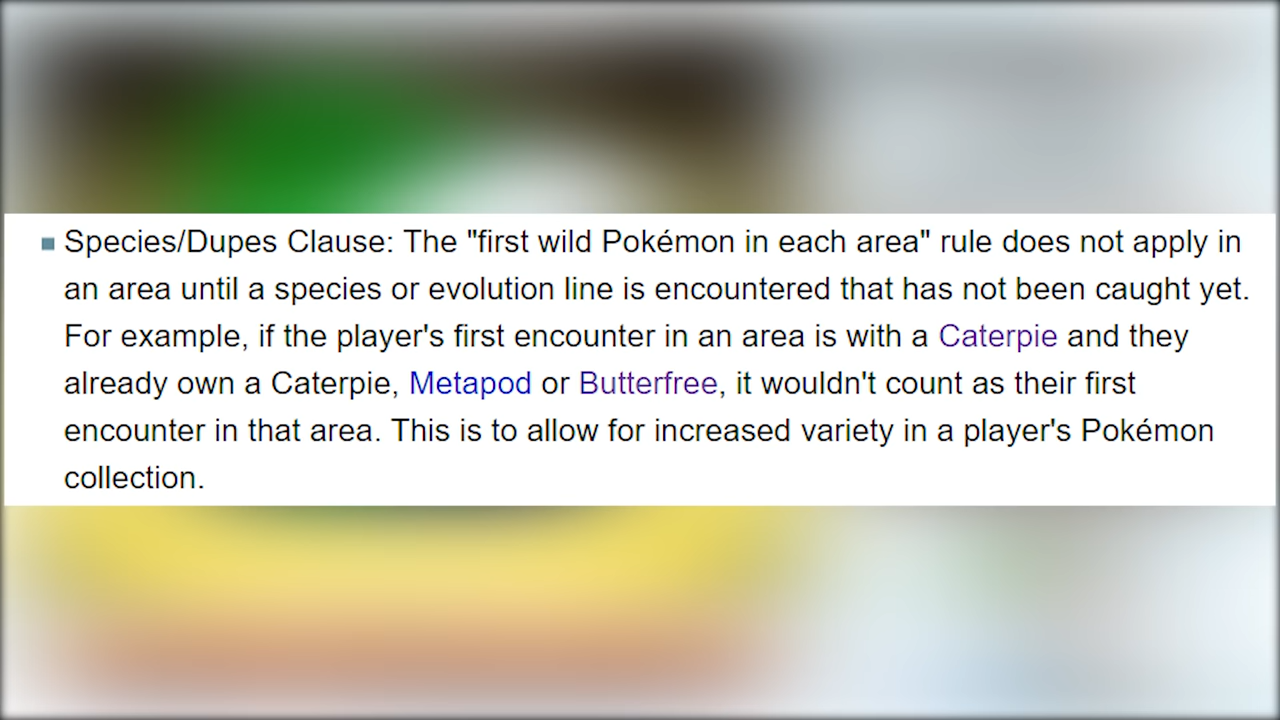 Species/Dupes Clause: The "first wild Pokémon in each area" rule does not apply in
an area until a species or evolution line is encountered that has not been caught yet.
For example, if the player's first encounter in an area is with a Caterpie and they
already own a Caterpie, Metapod or Butterfree, it wouldn't count as their first
encounter in that area. This is to allow for increased variety in a player's Pokémon
collection.